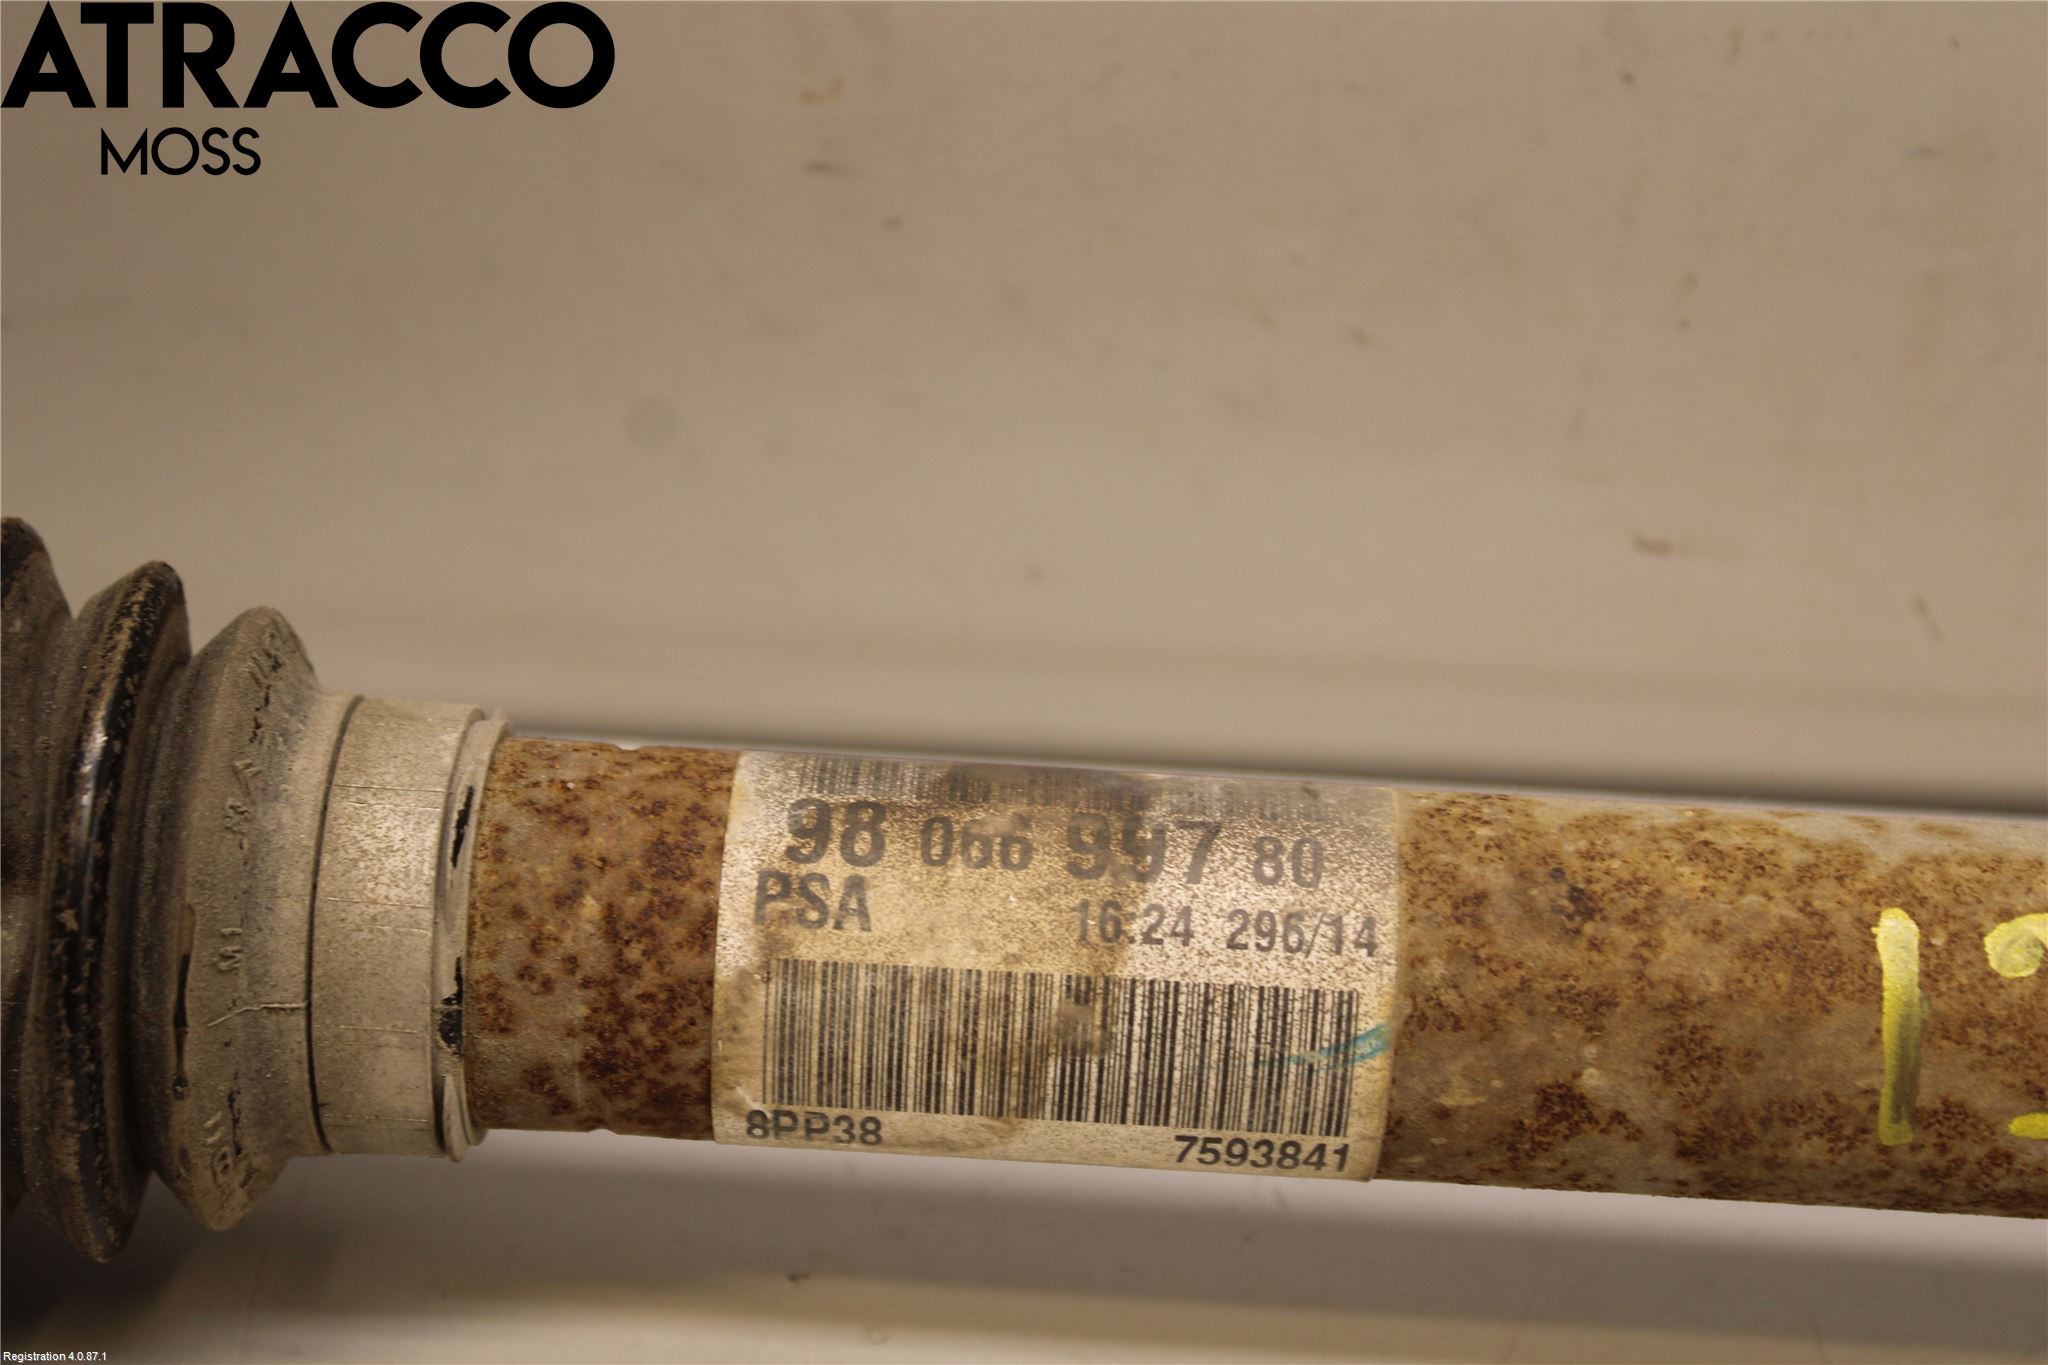 ATRACCO
MOSS
98 066 997 80
PSA
16:24 296/14
8PP38
7593841
Registration 4.0.87.1